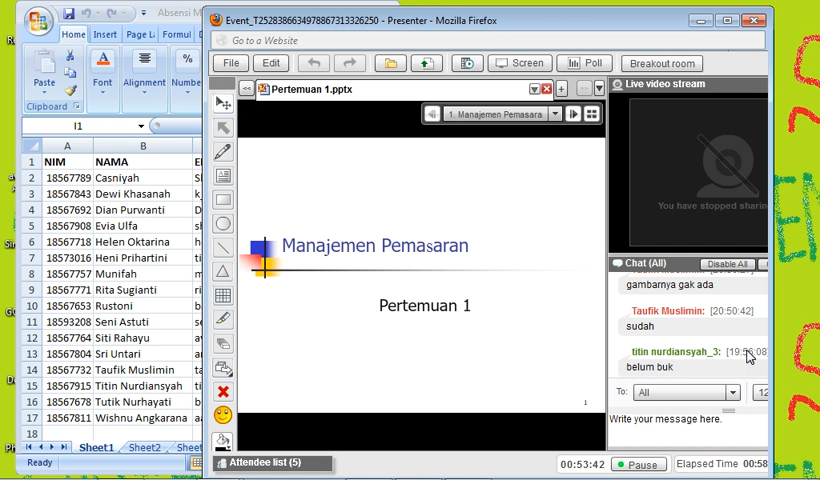 Absensi M
Home Insert Page L Formul
Paste Font Alignment Numbe
Clipboard
I1
A B
1 NIM NAMA
2 18567789 Casniyah
3 18567843 Dewi Khasanah
4 18567692 Dian Purwanti
5 18567908 Evia Ulfa
6 18567718 Helen Oktarina
7 18573016 Heni Prihartini
8 18567757 Munifah
9 18567771 Rita Sugianti
10 18567653 Rustoni
11 18593208 Seni Astuti
12 18567764 Siti Rahayu
13 18567804 Sri Untari
14 18567732 Taufik Muslimin
15 18567915 Titin Nurdiansyah
16 18567678 Tutik Nurhayati
17 18567811 Wishnu Angkarana
18
Sheet1 Sheet2 Sheet
Ready
Event_T2528386634978867313326250 - Presenter - Mozilla Firefox
Go to a Website
File Edit Screen Poll Breakout room
Pertemuan 1.pptx
1. Manajemen Pemasara
Manajemen Pemasaran
Pertemuan 1
1
Attendee list (5)
Live video stream
You have stopped sharing
Chat (All) Disable All
gambarnya gak ada
Taufik Muslimin: [20:50:42]
sudah
titin nurdiansyah_3:
belum buk
To: All 12
Write your message here.
00:53:42 Pause Elapsed Time 00:58